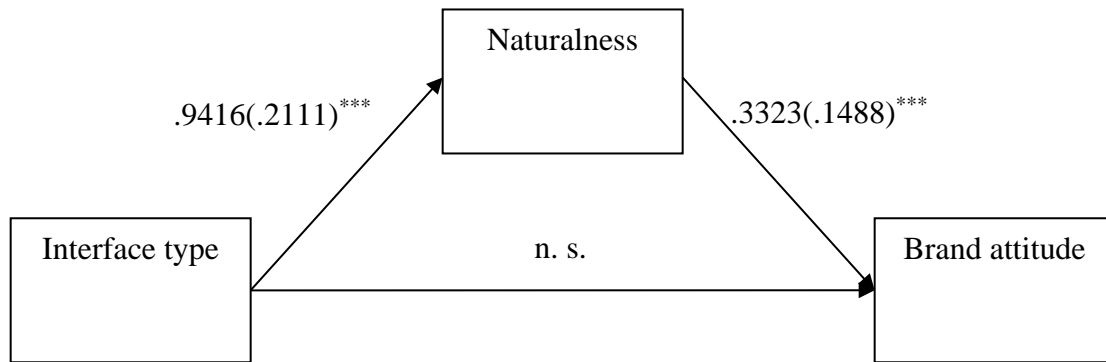 Naturalness
.9416(.2111)***
.3323(.1488)***
Interface type
n. s.
Brand attitude